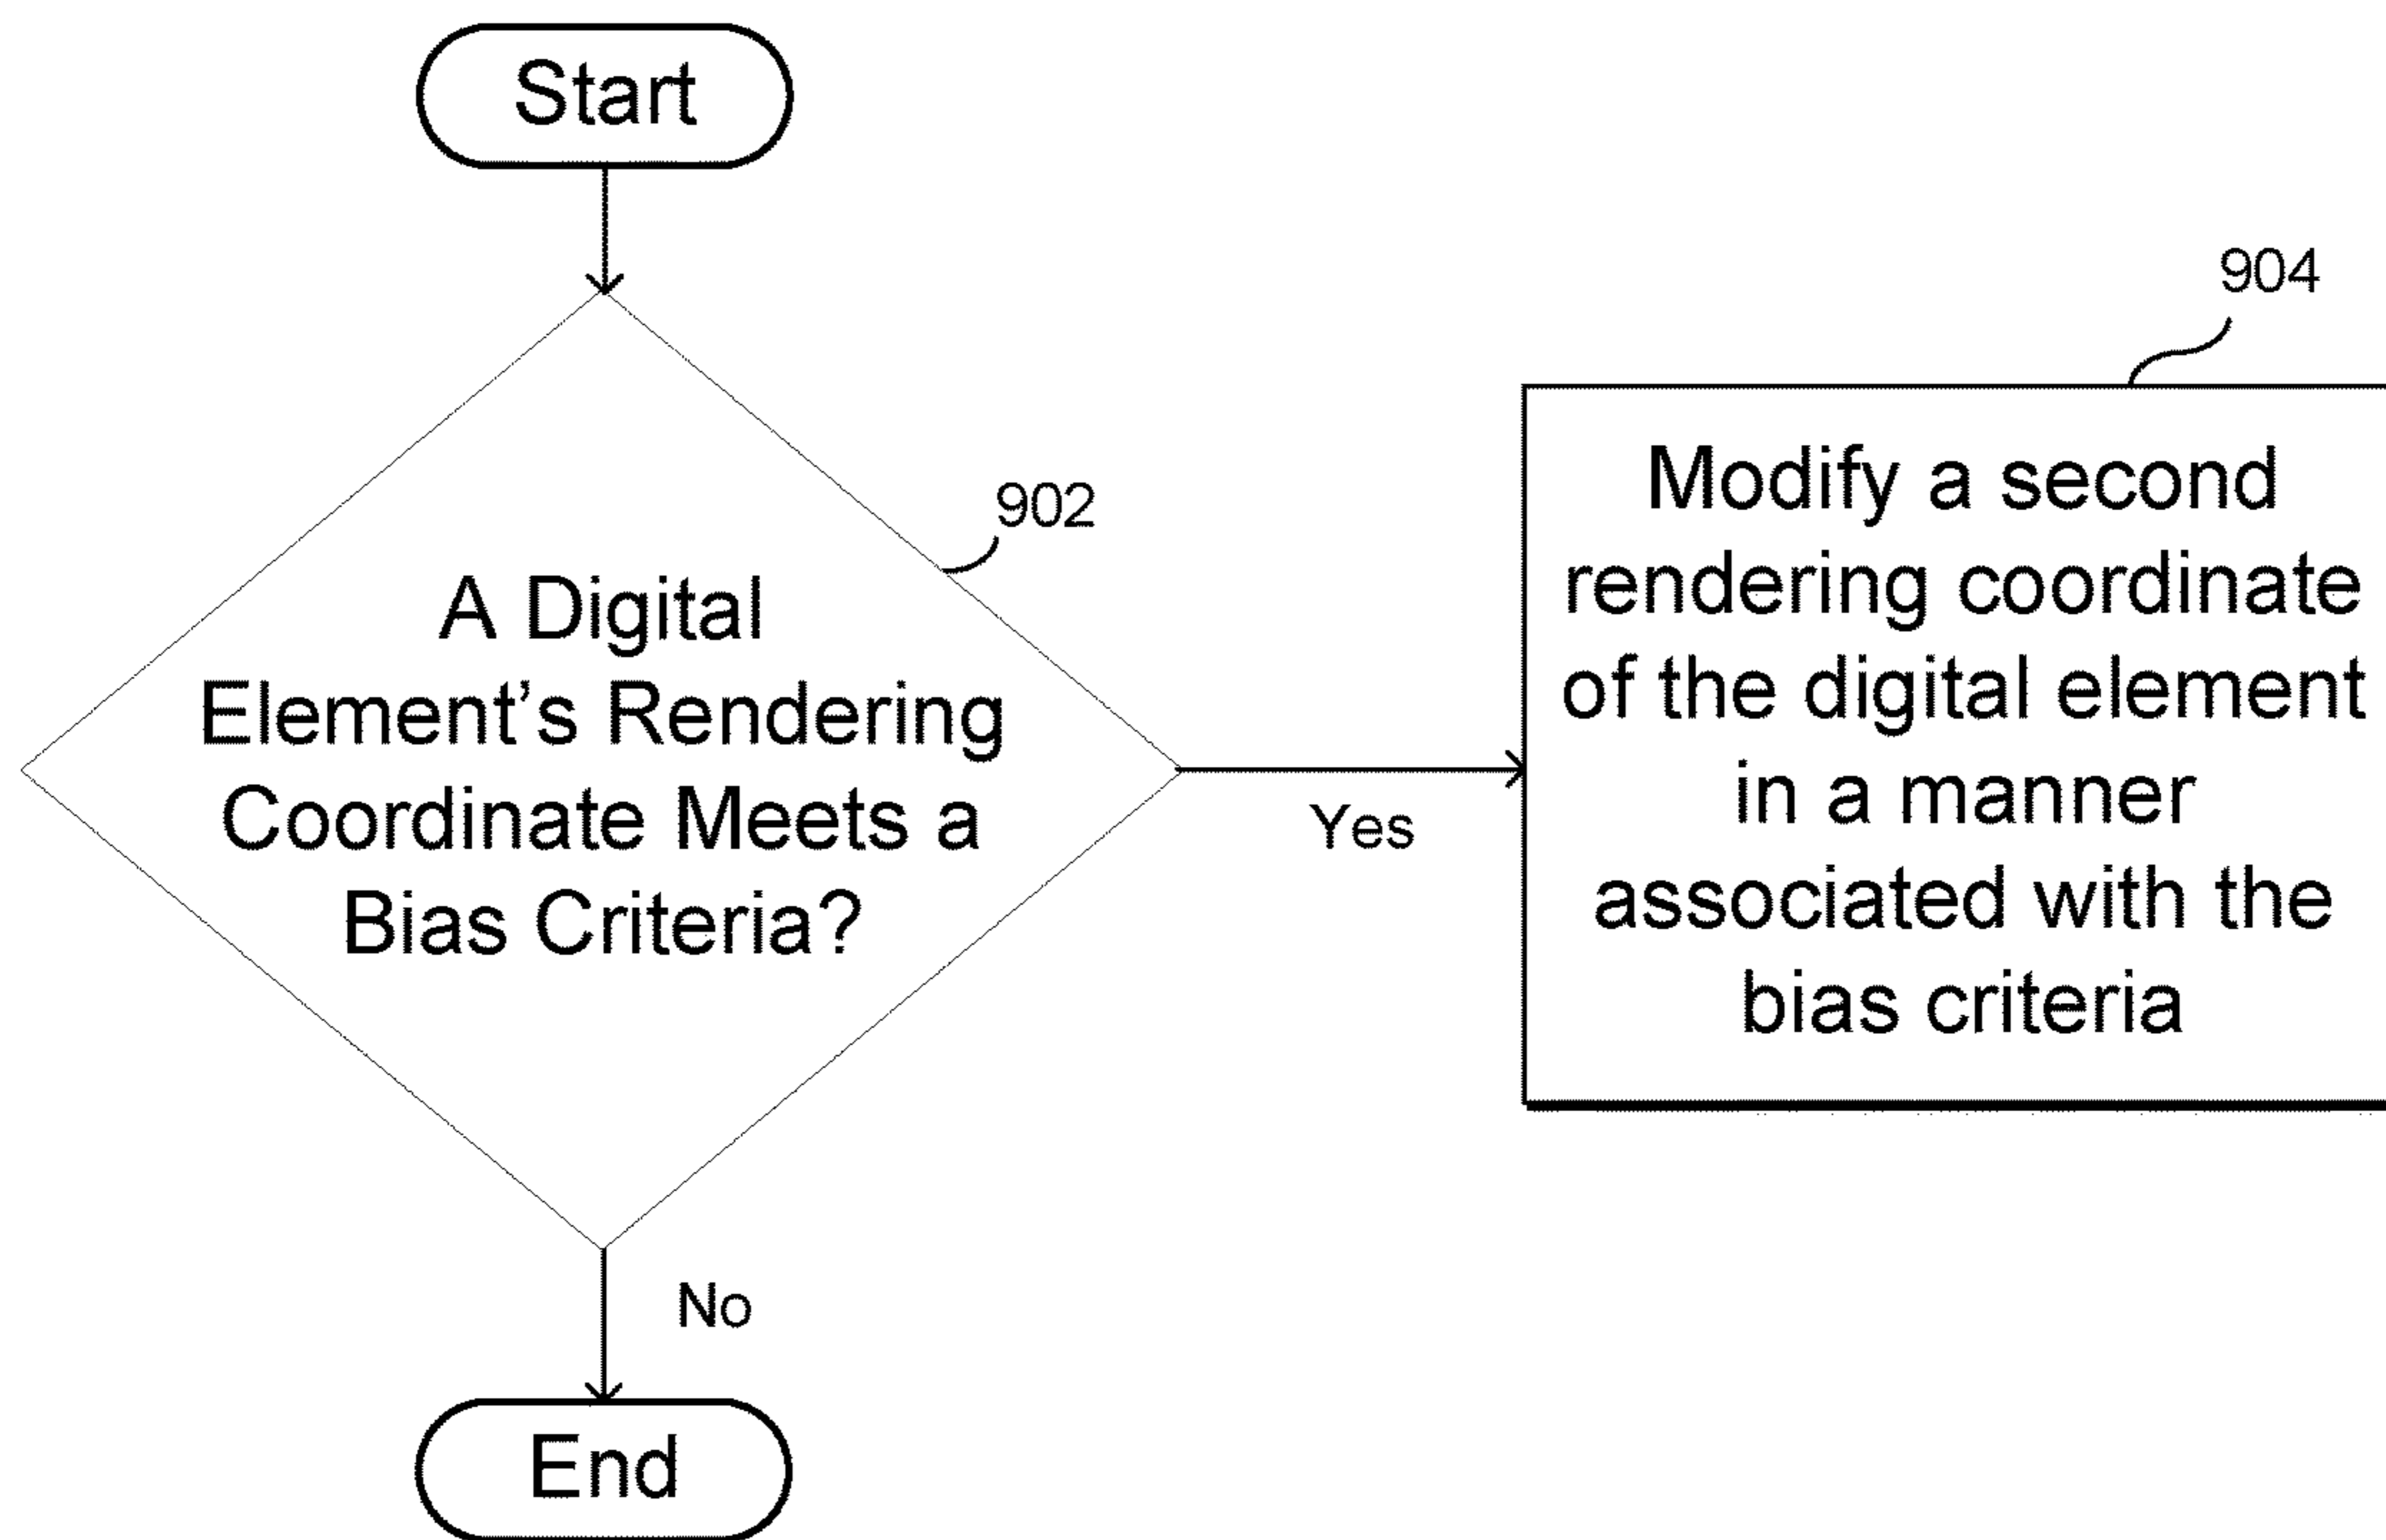 Start
902
A Digital
Element’s Rendering
Coordinate Meets a
Bias Criteria?
Yes
904
Modify a second
rendering coordinate
of the digital element
in a manner
associated with the
bias criteria
No
End